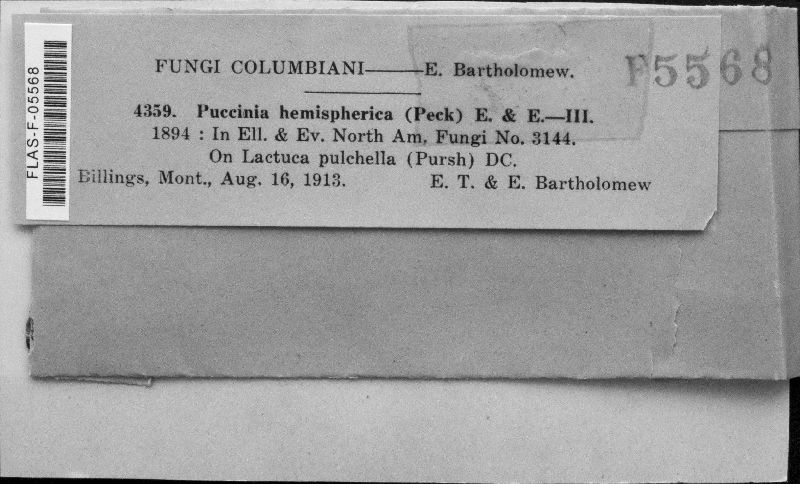 FUNGI COLUMBIANI——E. Bartholomew.
F5568
4359. Puccinia hemispherica (Peck) E. & E.—III.
1894 : In Ell. & Ev. North Am. Fungi No. 3144.
On Lactuca pulchella (Pursh) DC.
Billings, Mont., Aug. 16, 1913. E. T. & E. Bartholomew
FLAS-F-05568